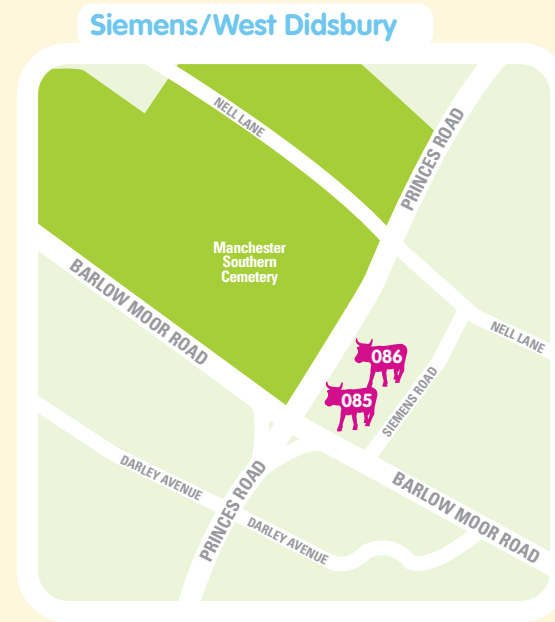 Siemens/West Didsbury
NELL LANE
PRINCES ROAD
Manchester
Southern
Cemetery
BARLOW MOOR ROAD
NELL LANE
086
SIEMENS ROAD
085
DARLEY AVENUE
PRINCES ROAD
BARLOW MOOR ROAD
DARLEY AVENUE